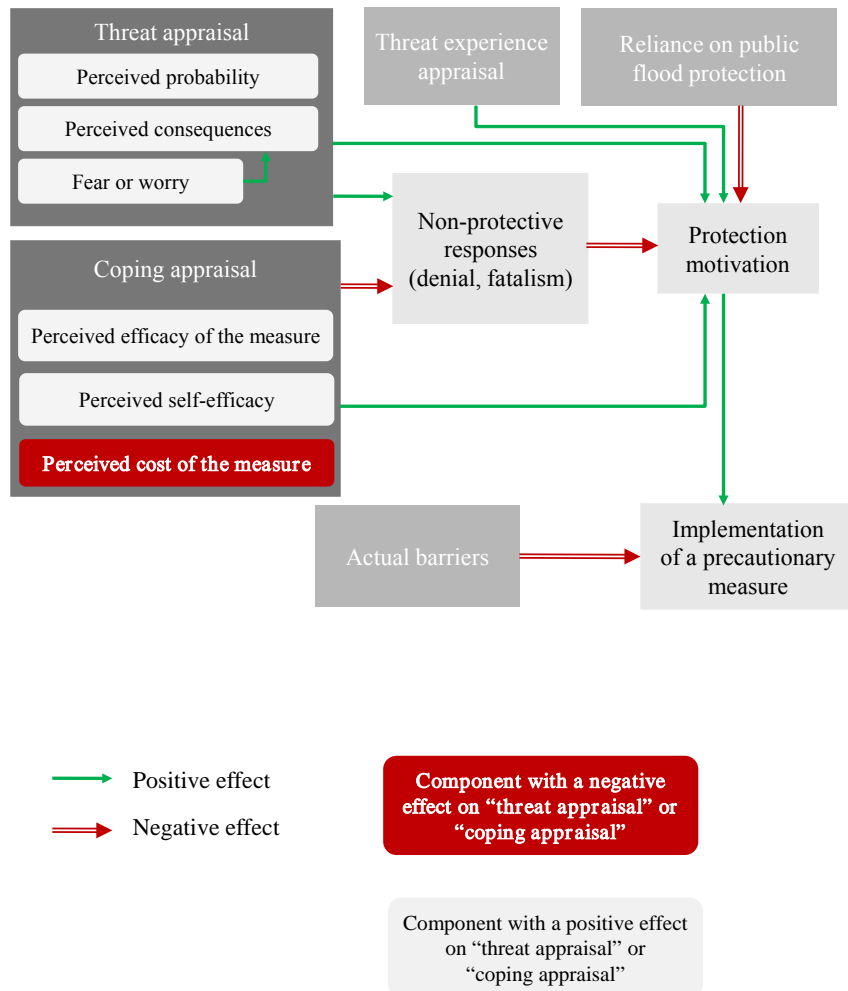 Threat appraisal
Perceived probability
Perceived consequences
Fear or worry
Threat experience
appraisal
Reliance on public
flood protection
Non-protective
responses
(denial, fatalism)
Protection
motivation
Coping appraisal
Perceived efficacy of the measure
Perceived self-efficacy
Perceived cost of the measure
Actual barriers
Implementation
of a precautionary
measure
Positive effect
Negative effect
Component with a negative
effect on “threat appraisal” or
“coping appraisal”
Component with a positive effect
on “threat appraisal” or
“coping appraisal”